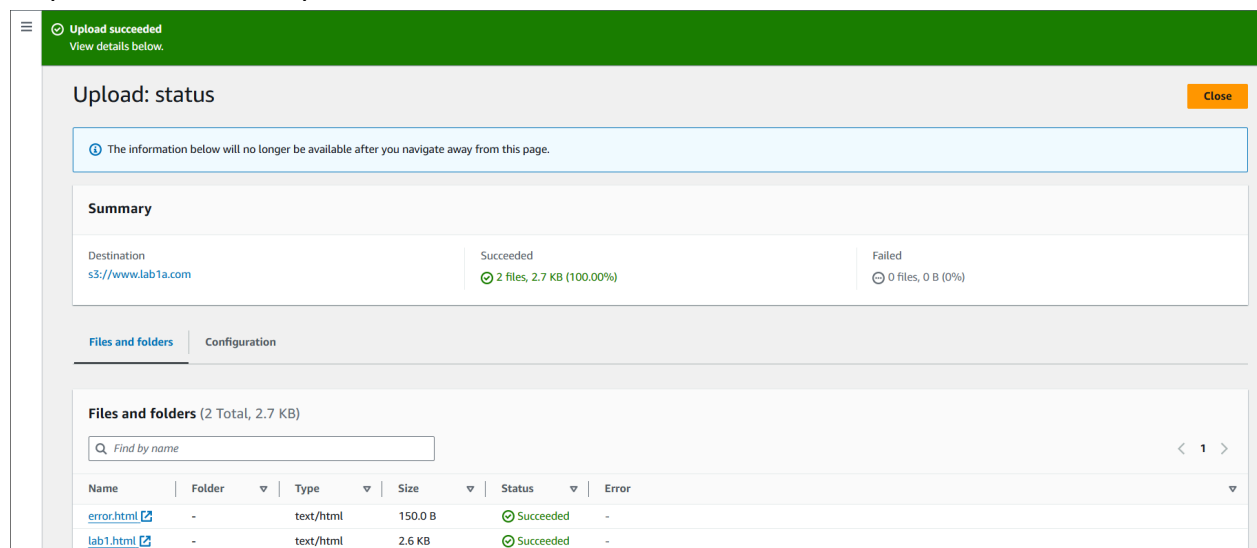 Upload succeeded
View details below.
Upload: status
Close
The information below will no longer be available after you navigate away from this page.
Summary
Destination Succeeded Failed
s3://www.lab1a.com 2 files, 2.7 KB (100.00%) 0 files, 0 B (0%)
Files and folders Configuration
Files and folders (2 Total, 2.7 KB)
Find by name 1
Name Folder Type Size Status Error
error.html - text/html 150.0 B Succeeded -
lab1.html - text/html 2.6 KB Succeeded -